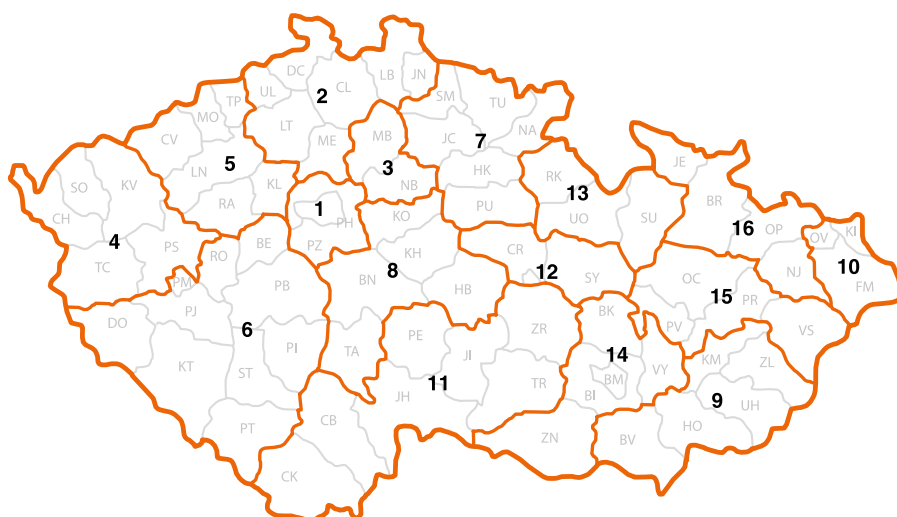 DC
LB
JN
UL
CL
2
SM
TU
TP
MO
LT
CV
ME
MB
JC
7
NA
JE
5
3
HK
LN
RK
SO
KV
KL
NB
13
BR
RA
1
PU
16
CH
PH
KO
UO
SU
OP
KI
OV
4
PS
BE
PZ
KH
CR
TC
RO
8
12
NJ
10
PM
PB
BN
HB
SY
OC
FM
15
PR
PJ
BK
DO
6
PE
ZR
PV
VS
PI
TA
JI
14
KM
ZL
KT
ST
VY
11
TR
BM
JH
BI
9
UH
PT
CB
HO
ZN
BV
CK